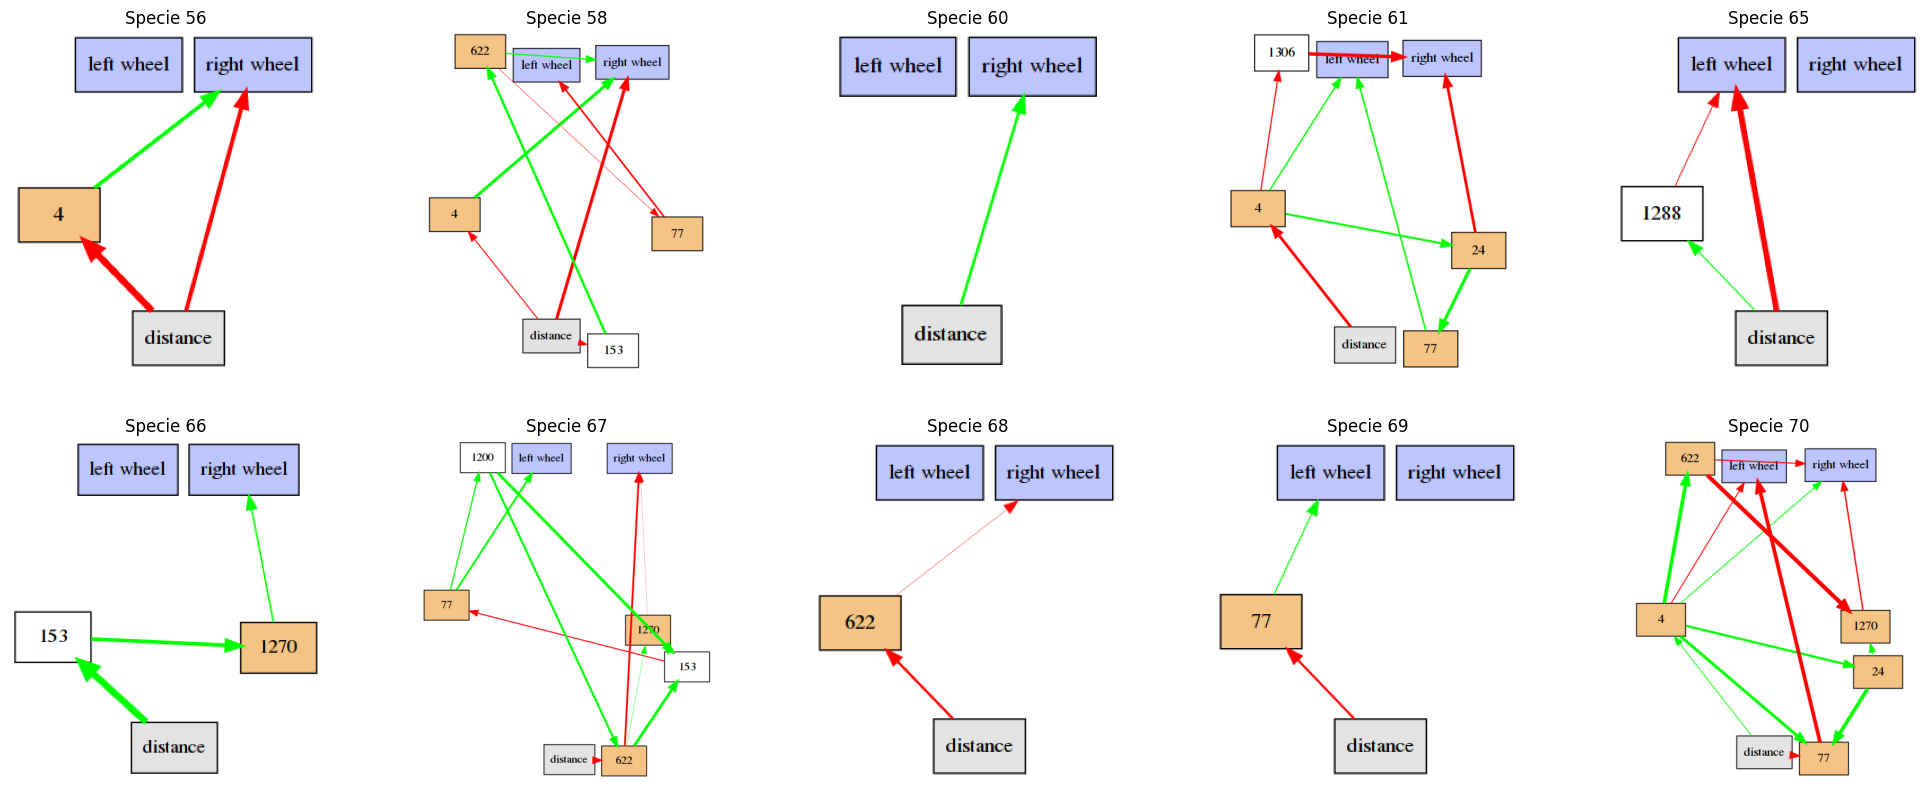 Specie 56
left wheel
right wheel
4
distance
Specie 58
622
left wheel
right wheel
4
77
distance
153
Specie 60
left wheel
right wheel
distance
Specie 61
1306
left wheel
right wheel
4
24
distance
77
Specie 65
left wheel
right wheel
1288
distance
Specie 66
left wheel
right wheel
153
1270
distance
Specie 67
1200
left wheel
right wheel
77
1270
153
distance
622
Specie 68
left wheel
right wheel
622
distance
Specie 69
left wheel
right wheel
77
distance
Specie 70
622
left wheel
right wheel
4
1270
24
distance
77